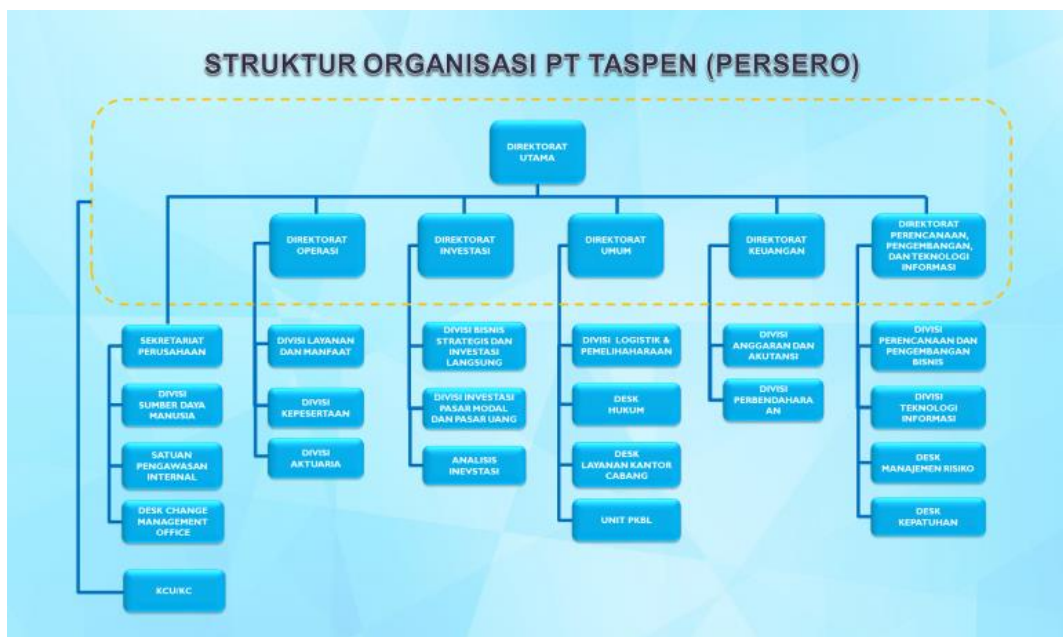 STRUKTUR ORGANISASI PT TASPEN (PERSERO)
DIREKTORAT
UTAMA
DIREKTORAT
OPERASI
DIREKTORAT
INVESTASI
DIREKTORAT
UMUM
DIREKTORAT
KEUANGAN
DIREKTORAT
PERENCANAAN,
PENGEMBANGAN,
DAN TEKNOLOGI
INFORMASI
SEKRETARIAT
PERUSAHAAN
DIVISI
SUMBER DAYA
MANUSIA
SATUAN
PENGAWASAN
INTERNAL
DESK CHANGE
MANAGEMENT
OFFICE
KCU/KC
DIVISI LAYANAN
DAN MANFAAT
DIVISI
KEPESERTAAN
DIVISI
AKTUARIA
DIVISI BISNIS
STRATEGIS DAN
INVESTASI
LANGSUNG
DIVISI INVESTASI
PASAR MODAL
DAN PASAR UANG
ANALISIS
INEVSTASI
DIVISI LOGISTIK &
PEMELIHAHARAAN
DESK
HUKUM
DESK
LAYANAN KANTOR
CABANG
UNIT PKBL
DIVISI
ANGGARAN DAN
AKUTANSI
DIVISI
PERBENDAHARA
AN
DIVISI
PERENCANAAN DAN
PENGEMBANGAN
BISNIS
DIVISI
TEKNOLOGI
INFORMASI
DESK
MANAJEMEN RISIKO
DESK
KEPATUHAN